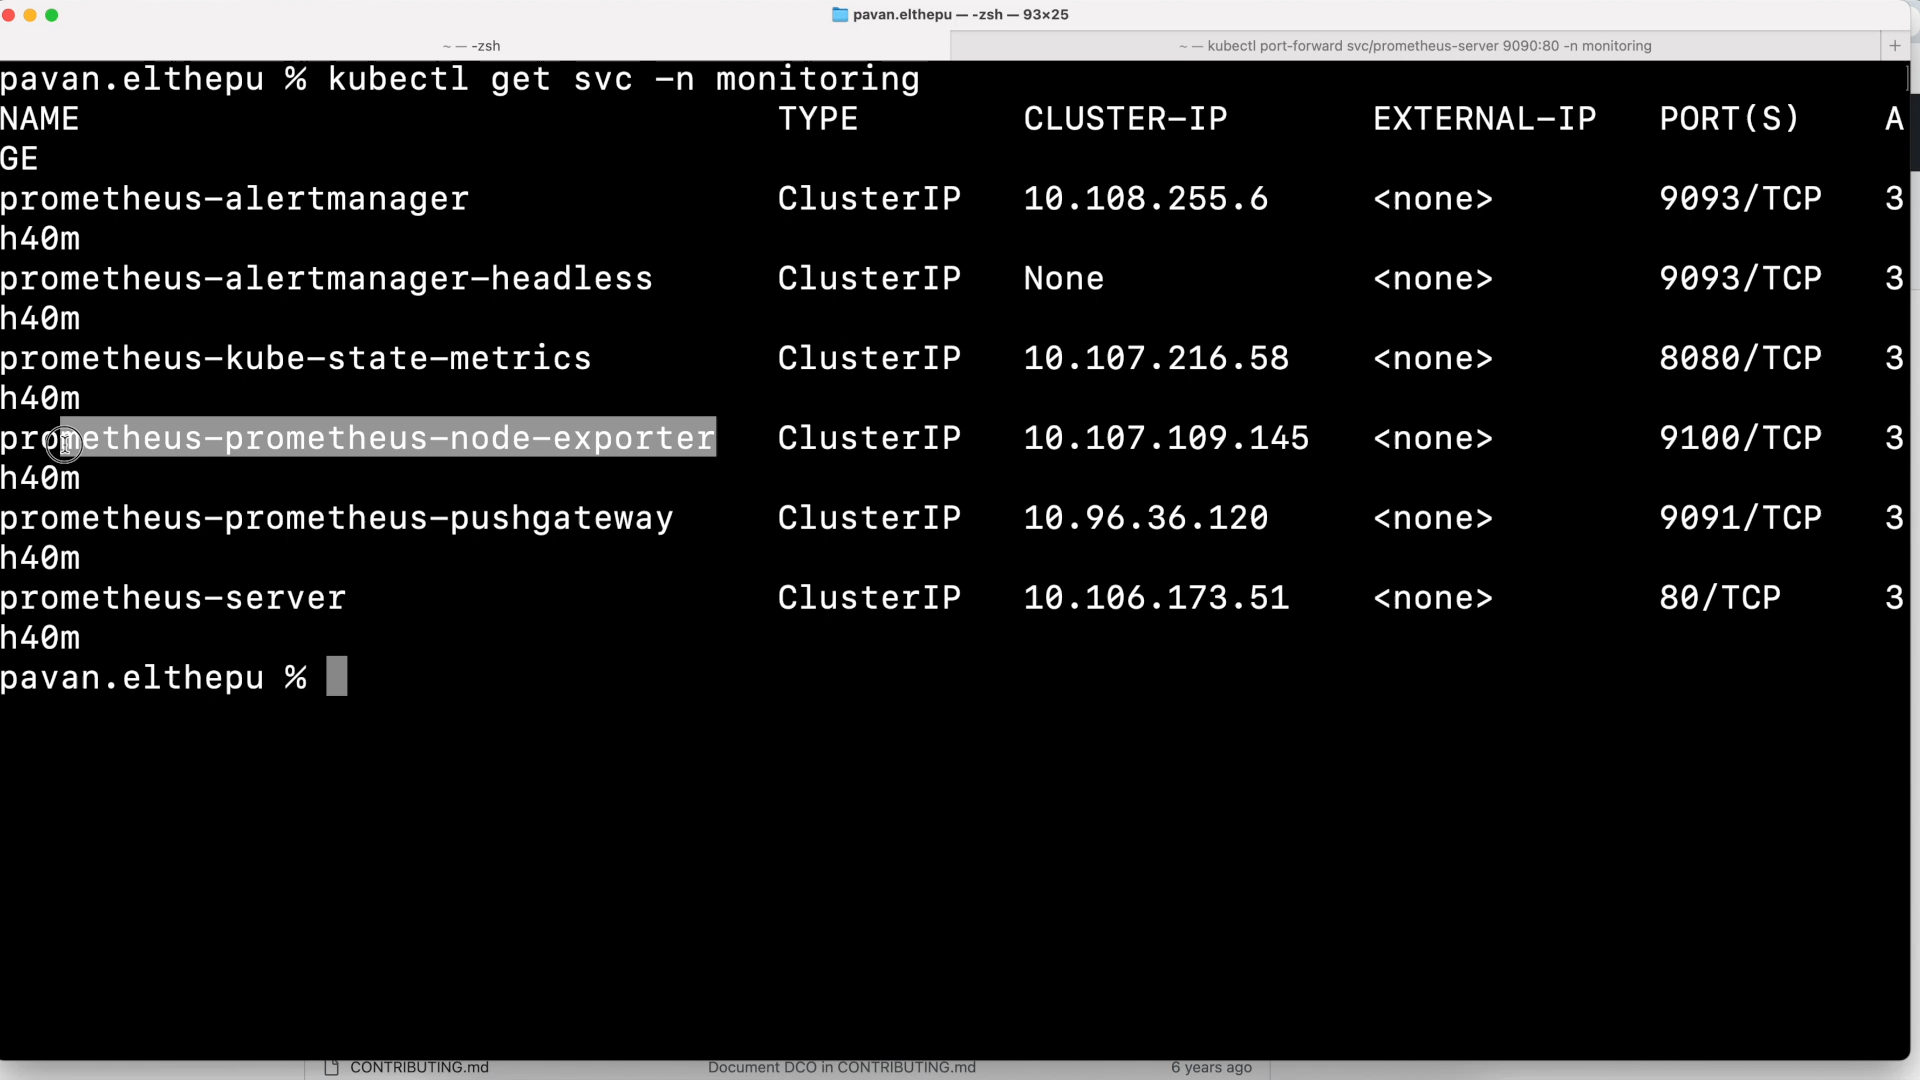 pavan.elthepu — -zsh — 93×25
~ — -zsh
~ — kubectl port-forward svc/prometheus-server 9090:80 -n monitoring
+
pavan.elthepu % kubectl get svc -n monitoring
NAME TYPE CLUSTER-IP EXTERNAL-IP PORT(S) A
GE
prometheus-alertmanager ClusterIP 10.108.255.6 <none> 9093/TCP 3
h40m
prometheus-alertmanager-headless ClusterIP None <none> 9093/TCP 3
h40m
prometheus-kube-state-metrics ClusterIP 10.107.216.58 <none> 8080/TCP 3
h40m
prometheus-prometheus-node-exporter ClusterIP 10.107.109.145 <none> 9100/TCP 3
h40m
prometheus-prometheus-pushgateway ClusterIP 10.96.36.120 <none> 9091/TCP 3
h40m
prometheus-server ClusterIP 10.106.173.51 <none> 80/TCP 3
h40m
pavan.elthepu %
CONTRIBUTING.md Document DCO in CONTRIBUTING.md 6 years ago